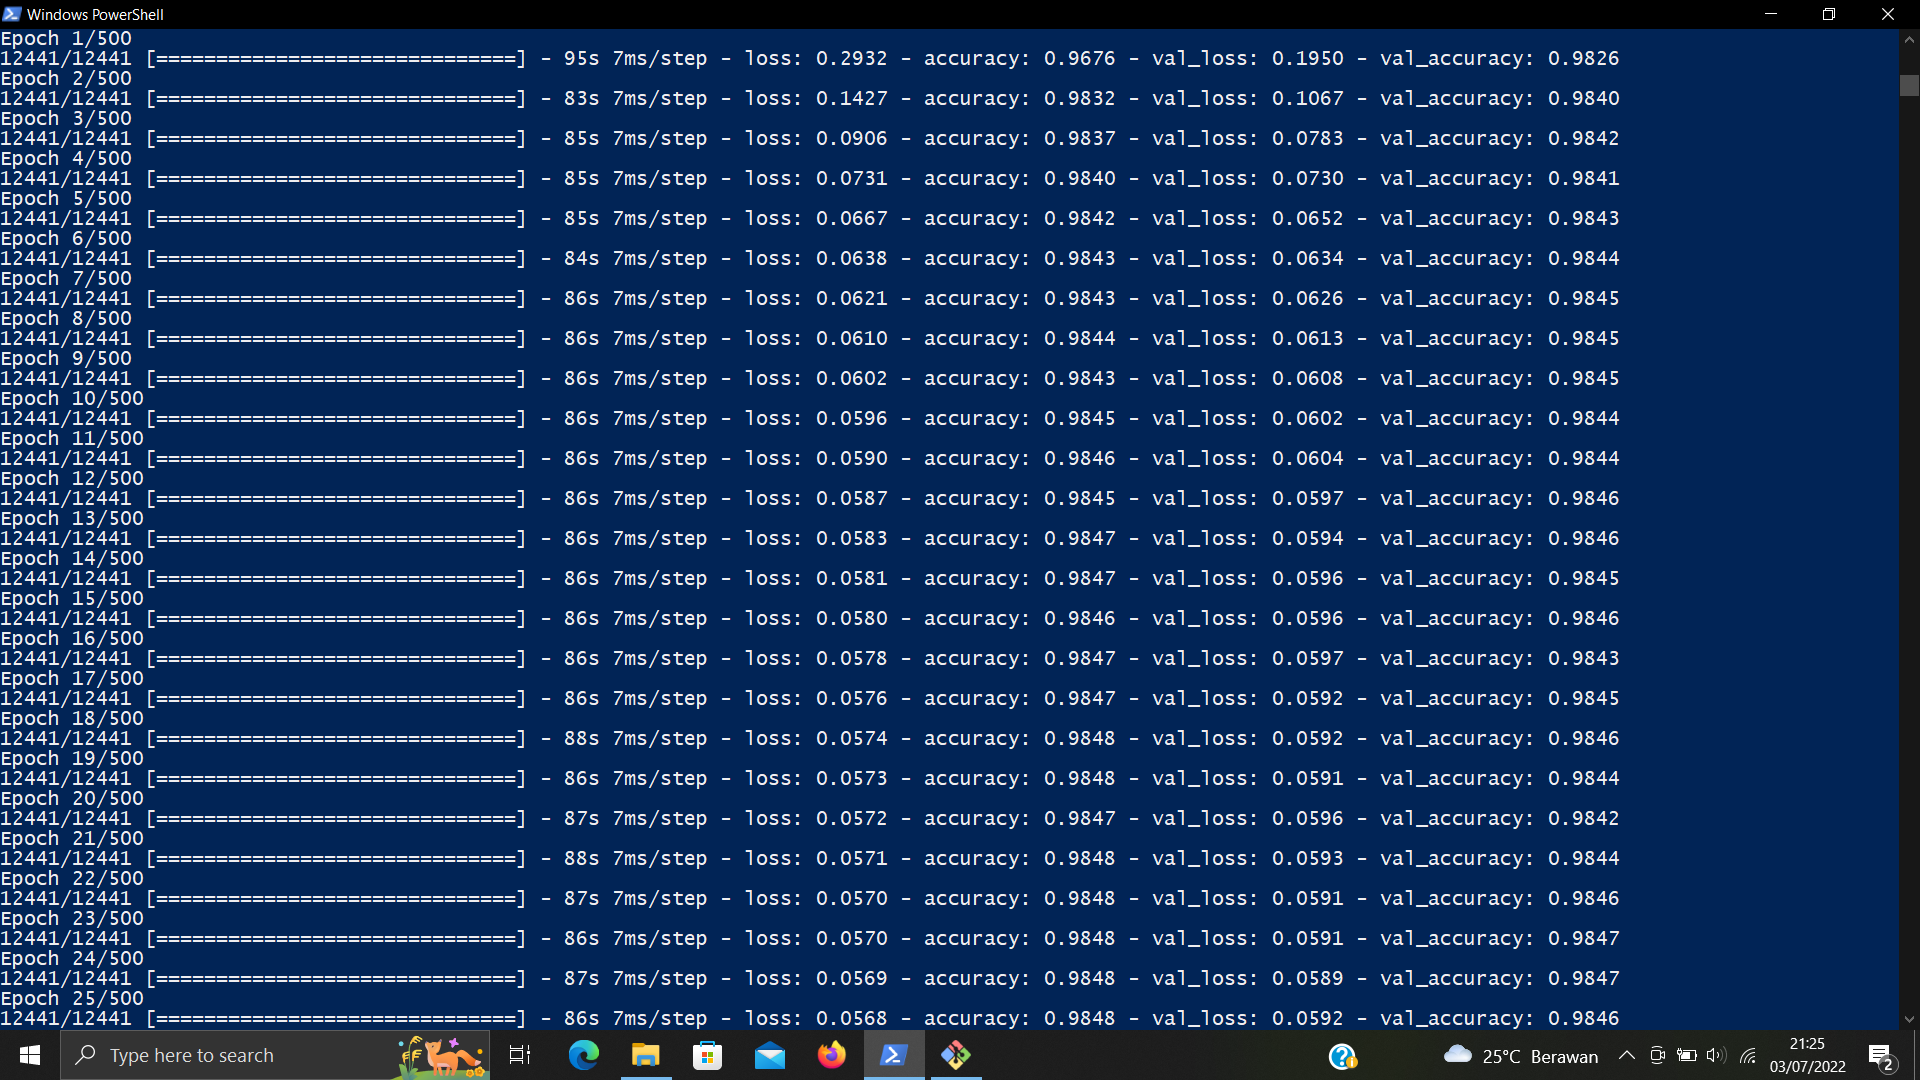 Windows PowerShell
Epoch 1/500
12441/12441 [==============================] - 95s 7ms/step - loss: 0.2932 - accuracy: 0.9676 - val_loss: 0.1950 - val_accuracy: 0.9826
Epoch 2/500
12441/12441 [==============================] - 83s 7ms/step - loss: 0.1427 - accuracy: 0.9832 - val_loss: 0.1067 - val_accuracy: 0.9840
Epoch 3/500
12441/12441 [==============================] - 85s 7ms/step - loss: 0.0906 - accuracy: 0.9837 - val_loss: 0.0783 - val_accuracy: 0.9842
Epoch 4/500
12441/12441 [==============================] - 85s 7ms/step - loss: 0.0731 - accuracy: 0.9840 - val_loss: 0.0730 - val_accuracy: 0.9841
Epoch 5/500
12441/12441 [==============================] - 85s 7ms/step - loss: 0.0667 - accuracy: 0.9842 - val_loss: 0.0652 - val_accuracy: 0.9843
Epoch 6/500
12441/12441 [==============================] - 84s 7ms/step - loss: 0.0638 - accuracy: 0.9843 - val_loss: 0.0634 - val_accuracy: 0.9844
Epoch 7/500
12441/12441 [==============================] - 86s 7ms/step - loss: 0.0621 - accuracy: 0.9843 - val_loss: 0.0626 - val_accuracy: 0.9845
Epoch 8/500
12441/12441 [==============================] - 86s 7ms/step - loss: 0.0610 - accuracy: 0.9844 - val_loss: 0.0613 - val_accuracy: 0.9845
Epoch 9/500
12441/12441 [==============================] - 86s 7ms/step - loss: 0.0602 - accuracy: 0.9843 - val_loss: 0.0608 - val_accuracy: 0.9845
Epoch 10/500
12441/12441 [==============================] - 86s 7ms/step - loss: 0.0596 - accuracy: 0.9845 - val_loss: 0.0602 - val_accuracy: 0.9844
Epoch 11/500
12441/12441 [==============================] - 86s 7ms/step - loss: 0.0590 - accuracy: 0.9846 - val_loss: 0.0604 - val_accuracy: 0.9844
Epoch 12/500
12441/12441 [==============================] - 86s 7ms/step - loss: 0.0587 - accuracy: 0.9845 - val_loss: 0.0597 - val_accuracy: 0.9846
Epoch 13/500
12441/12441 [==============================] - 86s 7ms/step - loss: 0.0583 - accuracy: 0.9847 - val_loss: 0.0594 - val_accuracy: 0.9846
Epoch 14/500
12441/12441 [==============================] - 86s 7ms/step - loss: 0.0581 - accuracy: 0.9847 - val_loss: 0.0596 - val_accuracy: 0.9845
Epoch 15/500
12441/12441 [==============================] - 86s 7ms/step - loss: 0.0580 - accuracy: 0.9846 - val_loss: 0.0596 - val_accuracy: 0.9846
Epoch 16/500
12441/12441 [==============================] - 86s 7ms/step - loss: 0.0578 - accuracy: 0.9847 - val_loss: 0.0597 - val_accuracy: 0.9843
Epoch 17/500
12441/12441 [==============================] - 86s 7ms/step - loss: 0.0576 - accuracy: 0.9847 - val_loss: 0.0592 - val_accuracy: 0.9845
Epoch 18/500
12441/12441 [==============================] - 88s 7ms/step - loss: 0.0574 - accuracy: 0.9848 - val_loss: 0.0592 - val_accuracy: 0.9846
Epoch 19/500
12441/12441 [==============================] - 86s 7ms/step - loss: 0.0573 - accuracy: 0.9848 - val_loss: 0.0591 - val_accuracy: 0.9844
Epoch 20/500
12441/12441 [==============================] - 87s 7ms/step - loss: 0.0572 - accuracy: 0.9847 - val_loss: 0.0596 - val_accuracy: 0.9842
Epoch 21/500
12441/12441 [==============================] - 88s 7ms/step - loss: 0.0571 - accuracy: 0.9848 - val_loss: 0.0593 - val_accuracy: 0.9844
Epoch 22/500
12441/12441 [==============================] - 87s 7ms/step - loss: 0.0570 - accuracy: 0.9848 - val_loss: 0.0591 - val_accuracy: 0.9846
Epoch 23/500
12441/12441 [==============================] - 86s 7ms/step - loss: 0.0570 - accuracy: 0.9848 - val_loss: 0.0591 - val_accuracy: 0.9847
Epoch 24/500
12441/12441 [==============================] - 87s 7ms/step - loss: 0.0569 - accuracy: 0.9848 - val_loss: 0.0589 - val_accuracy: 0.9847
Epoch 25/500
12441/12441 [==============================] - 86s 7ms/step - loss: 0.0568 - accuracy: 0.9848 - val_loss: 0.0592 - val_accuracy: 0.9846
Type here to search
25°C Berawan
21:25
03/07/2022
2